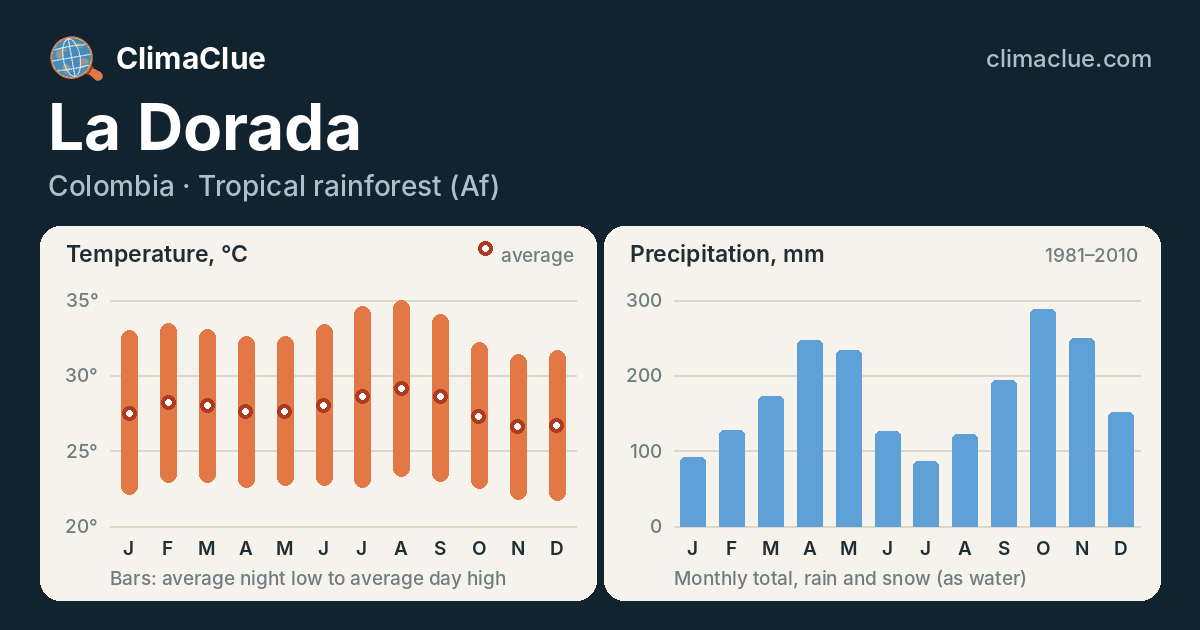 ClimaClue
climaclue.com
La Dorada
Colombia · Tropical rainforest (Af)
Temperature, °C
average
35°
30°
25°
20°
J F M A M J J A S O N D
Bars: average night low to average day high
Precipitation, mm
1981–2010
300
200
100
0
J F M A M J J A S O N D
Monthly total, rain and snow (as water)